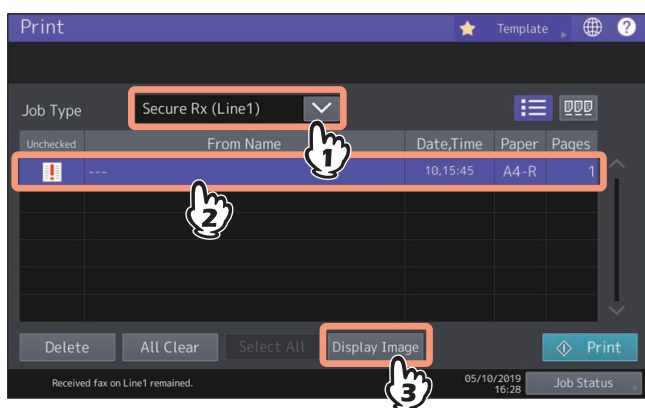 Print
Template
?
Job Type
Secure Rx (Line1)
1
Unchecked
From Name
Date,Time
Paper
Pages
!
---
10,15:45
A4-R
1
2
Delete
All Clear
Select All
Display Image
Print
3
Received fax on Line1 remained.
05/10/2019
16:28
Job Status